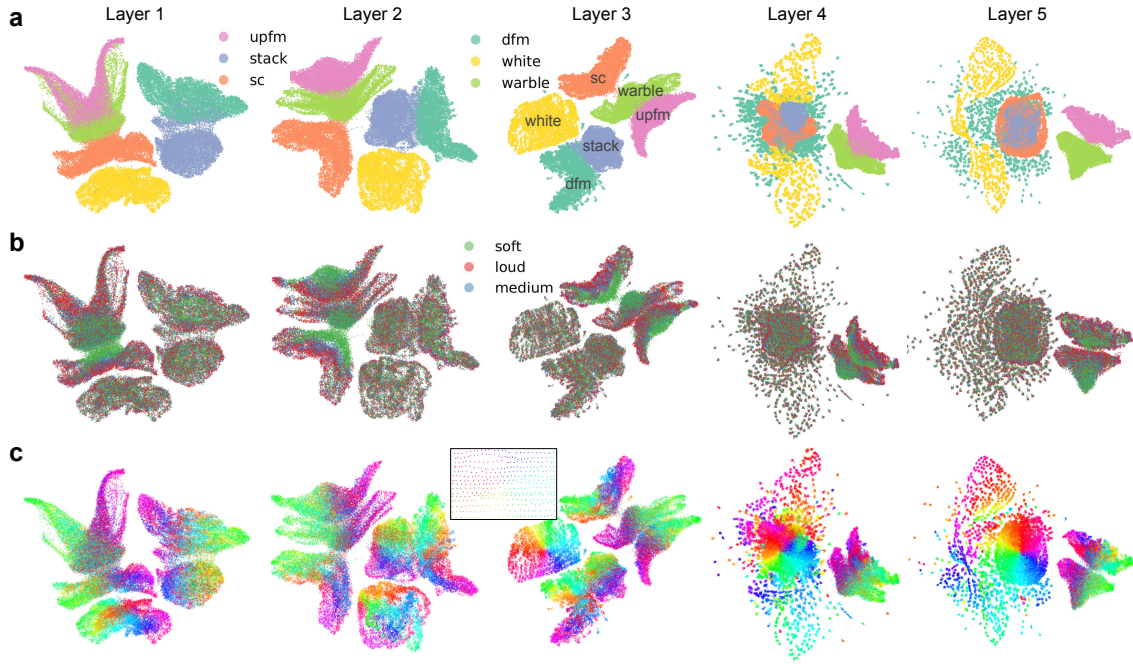 a
Layer 1
Layer 2
Layer 3
Layer 4
Layer 5
upfm
stack
sc
dfm
white
warble
sc
warble
upfm
white
stack
dfm
b
soft
loud
medium
c